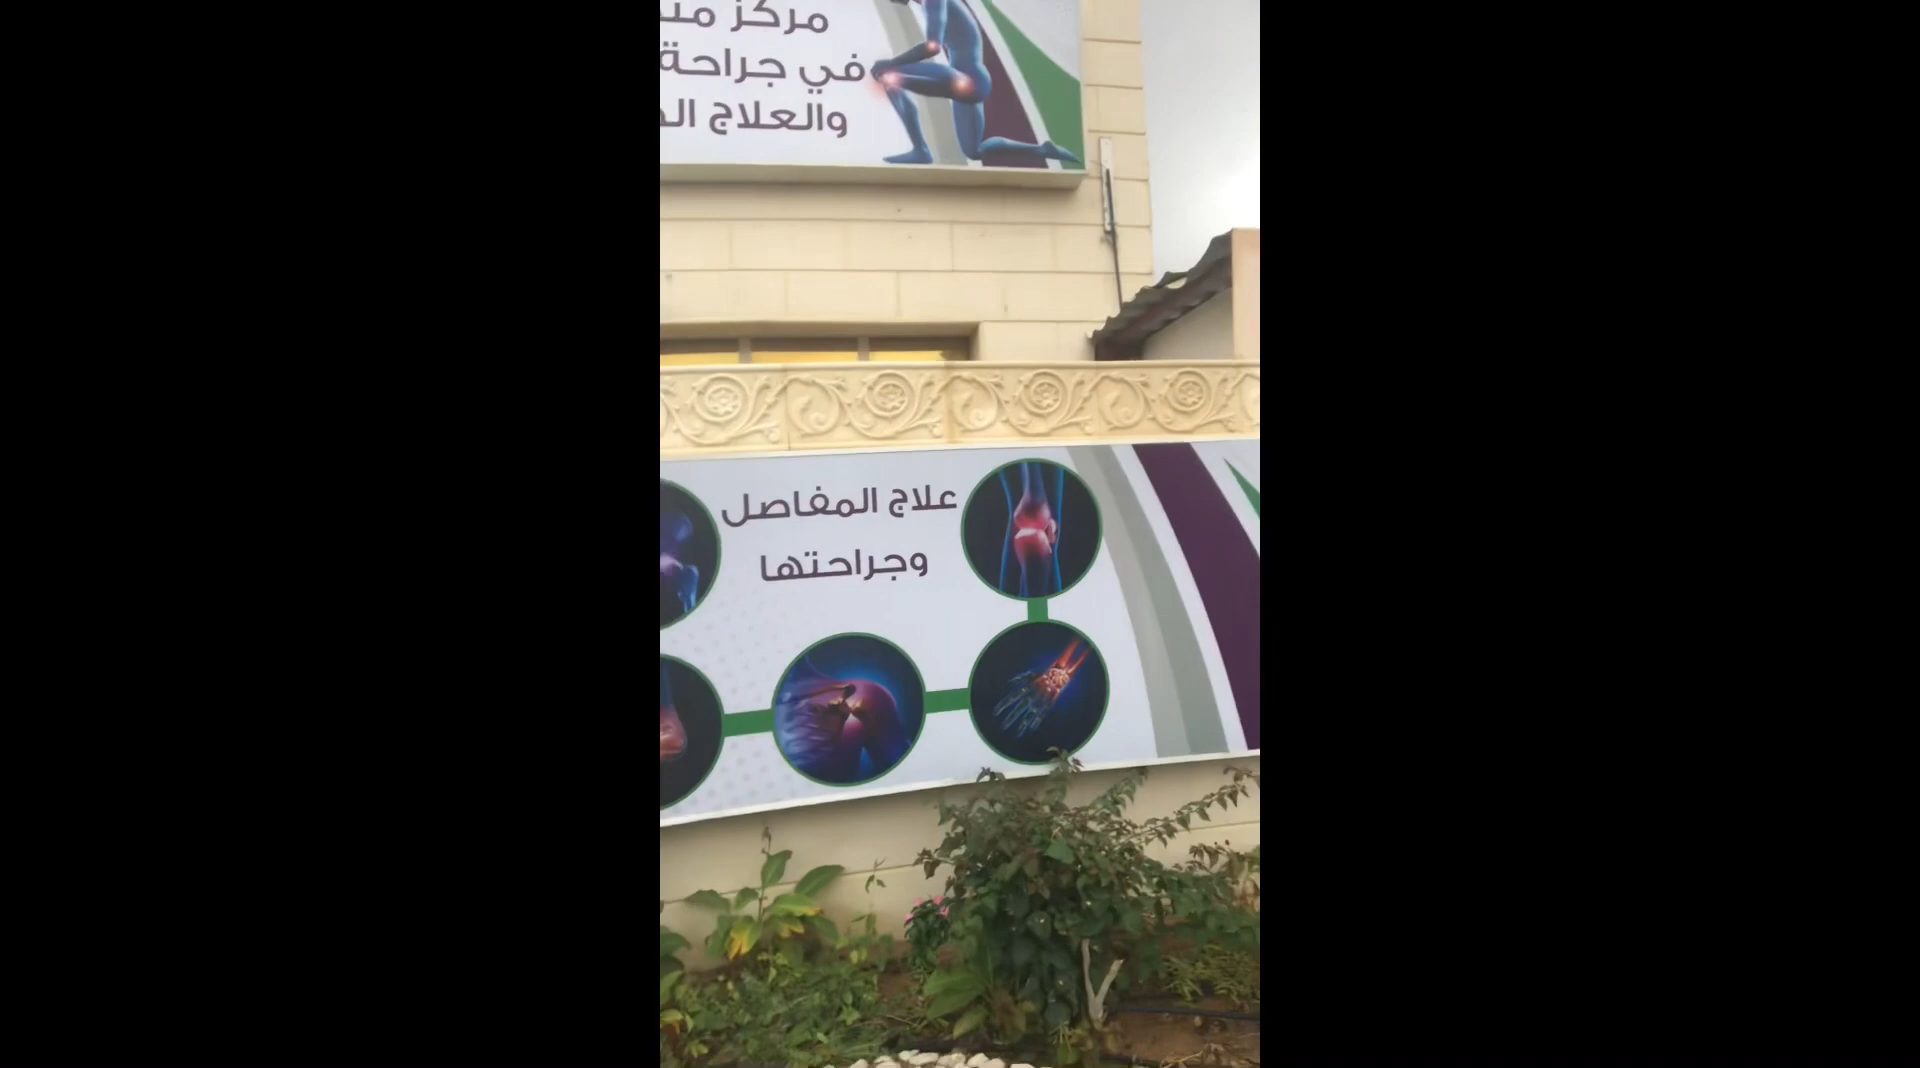 مركز
في جراحة
والعلاج
علاج المفاصل
وجراحتها